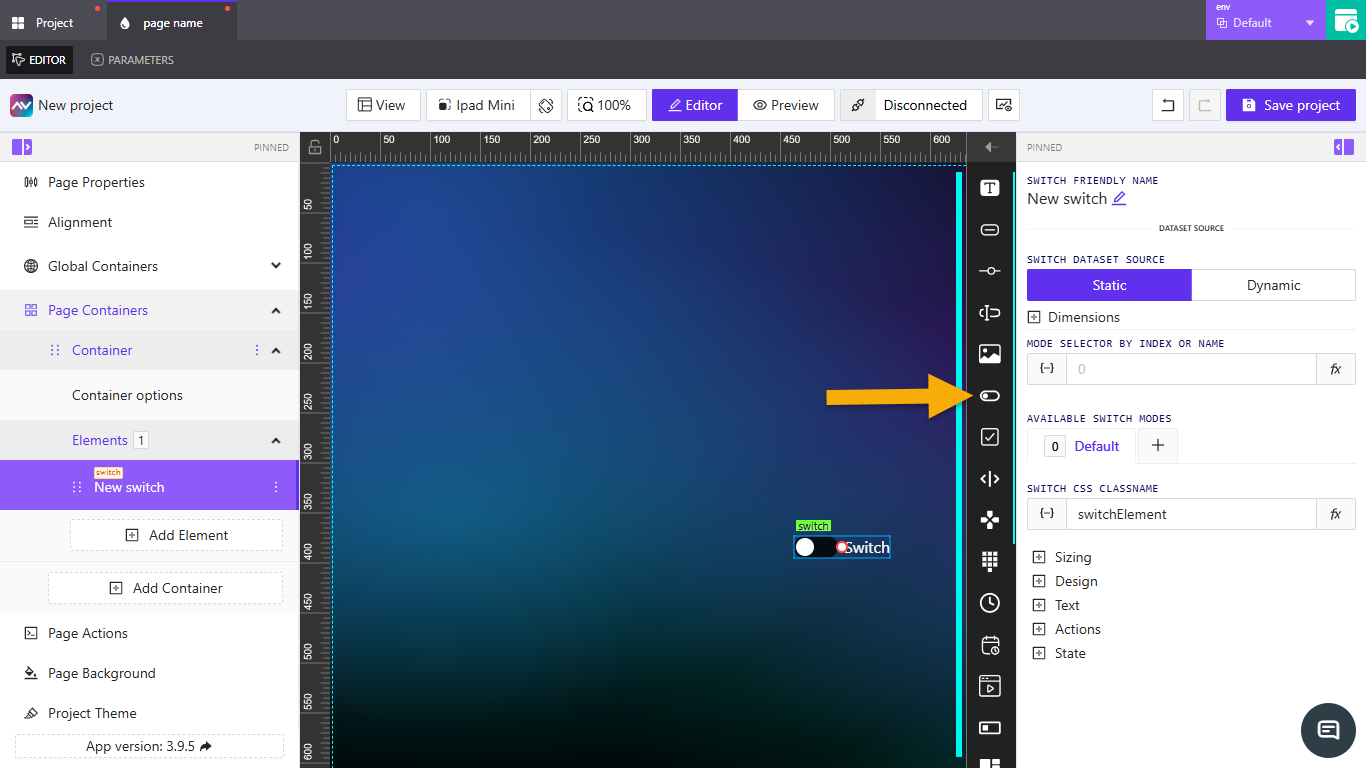 Project
page name
env
Default
EDITOR
PARAMETERS
New project
View
Ipad Mini
100%
Editor
Preview
Disconnected
Save project
PINNED
Page Properties
Alignment
Global Containers
Page Containers
Container
Container options
Elements 1
switch
New switch
Add Element
Add Container
Page Actions
Page Background
Project Theme
App version: 3.9.5
0 50 100 150 200 250 300 350 400 450 500 550 600
50
100
150
200
250
300
350
400
450
500
550
600
switch
Switch
T
PINNED
SWITCH FRIENDLY NAME
New switch
DATASET SOURCE
SWITCH DATASET SOURCE
Static Dynamic
Dimensions
MODE SELECTOR BY INDEX OR NAME
{-} 0 fx
AVAILABLE SWITCH MODES
0 Default +
SWITCH CSS CLASSNAME
{-} switchElement fx
Sizing
Design
Text
Actions
State